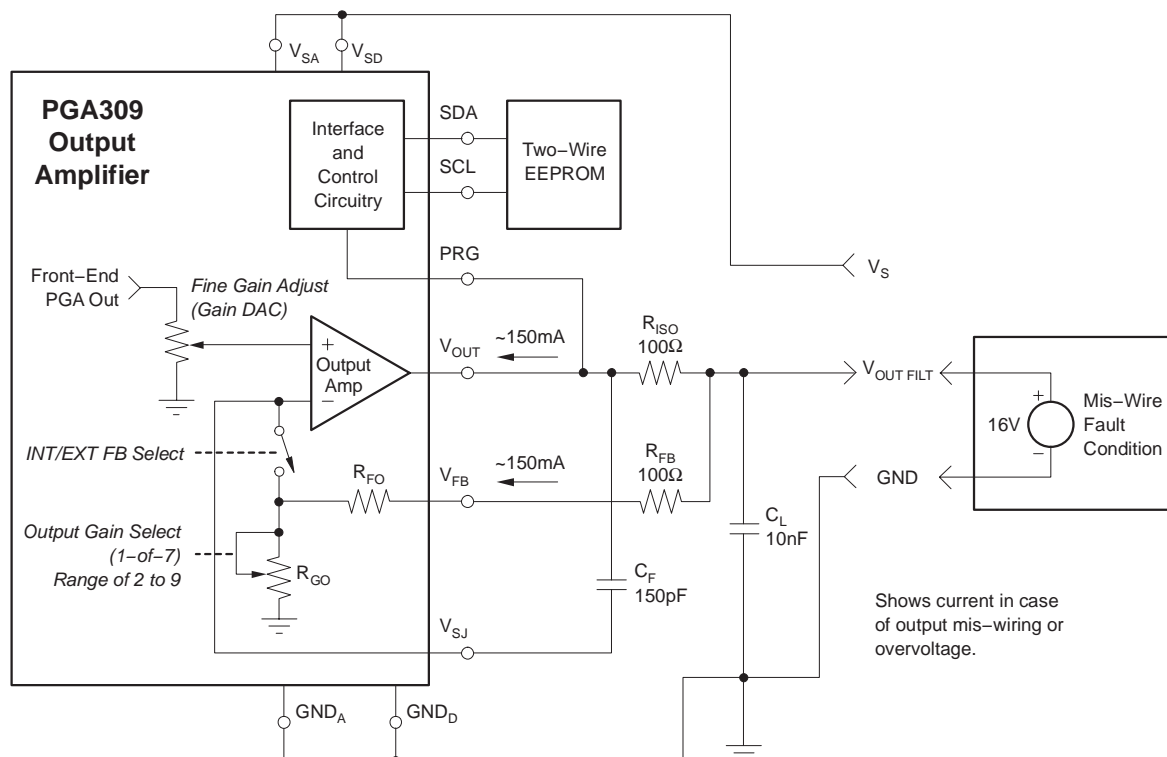 V_SA
V_SD
PGA309
Output
Amplifier
Interface
and
Control
Circuitry
SDA
SCL
Two−Wire
EEPROM
PRG
Front−End
PGA Out
Fine Gain Adjust
(Gain DAC)
+
Output
Amp
−
V_OUT
~150mA
R_ISO
100Ω
V_S
V_OUT FILT
16V
+
−
Mis−Wire
Fault
Condition
INT/EXT FB Select
R_FO
V_FB
~150mA
R_FB
100Ω
GND
Output Gain Select
(1−of−7)
Range of 2 to 9
R_GO
C_L
10nF
C_F
150pF
V_SJ
Shows current in case
of output mis−wiring or
overvoltage.
GND_A
GND_D